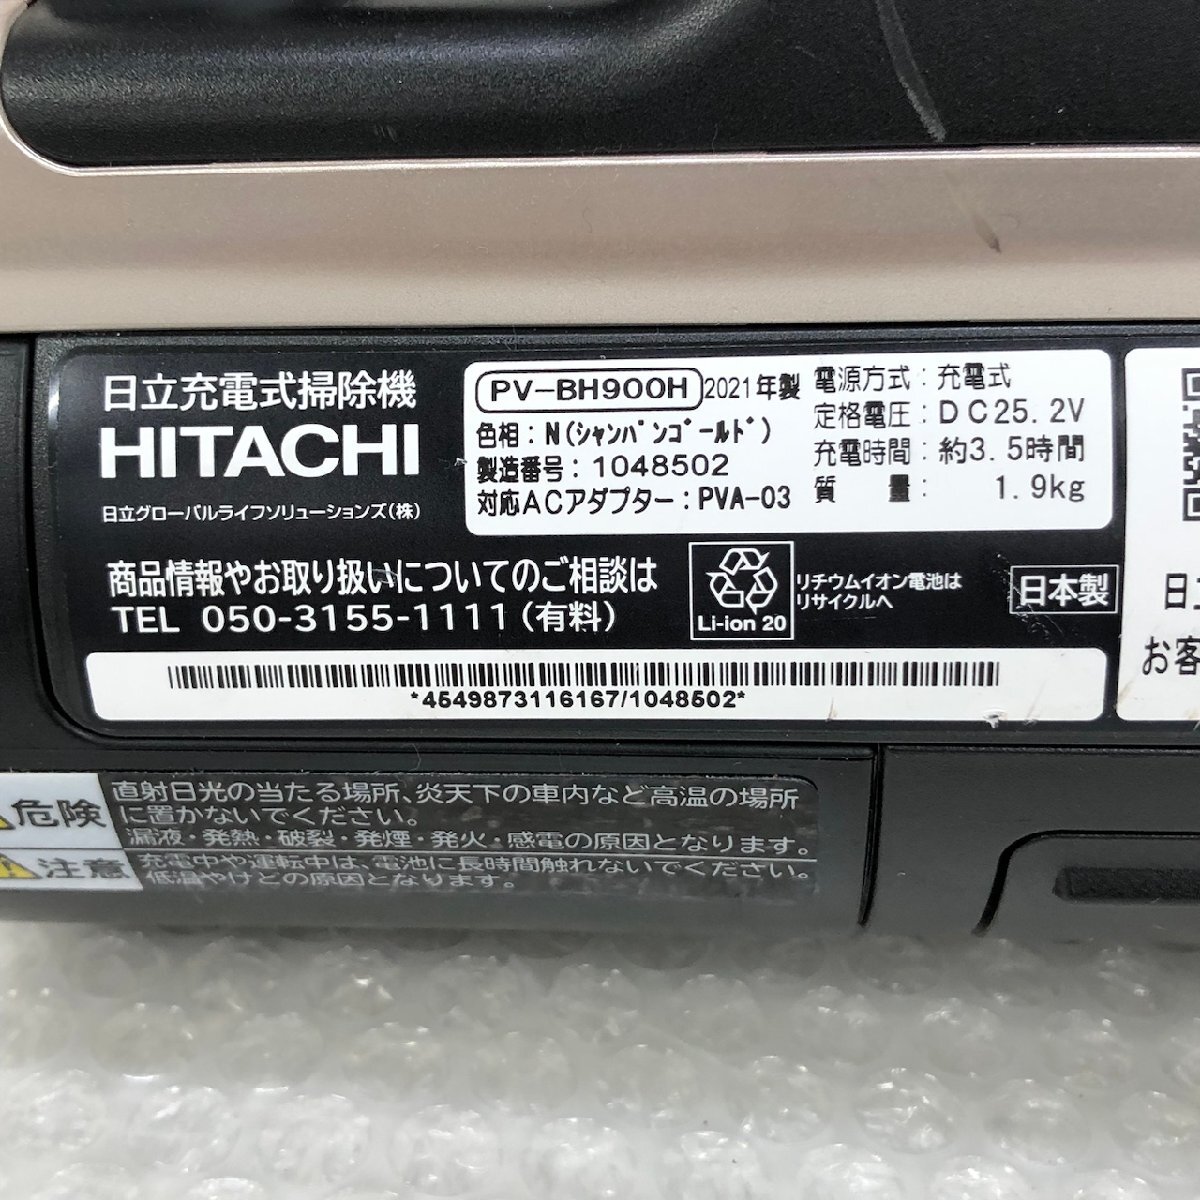 日立充電式掃除機
HITACHI
日立グローバルライフソリューションズ(株)
PV-BH900H 2021年製
色相:N(シャンパンゴールド)
製造番号:1048502
対応ACアダプター:PVA-03
電源方式:充電式
定格電圧:DC25.2V
充電時間:約3.5時間
質 量: 1.9kg
商品情報やお取り扱いについてのご相談は
TEL 050-3155-1111(有料)
Li-ion 20
リチウムイオン電池は
リサイクルへ
日本製
*4549873116167/1048502*
お客
危険
直射日光の当たる場所、炎天下の車内など高温の場所
に置かないでください。
漏液・発熱・破裂・発煙・発火・感電の原因となります。
注意
充電中や運転中は、電池に長時間触れないでください。
低温やけどの原因となります。